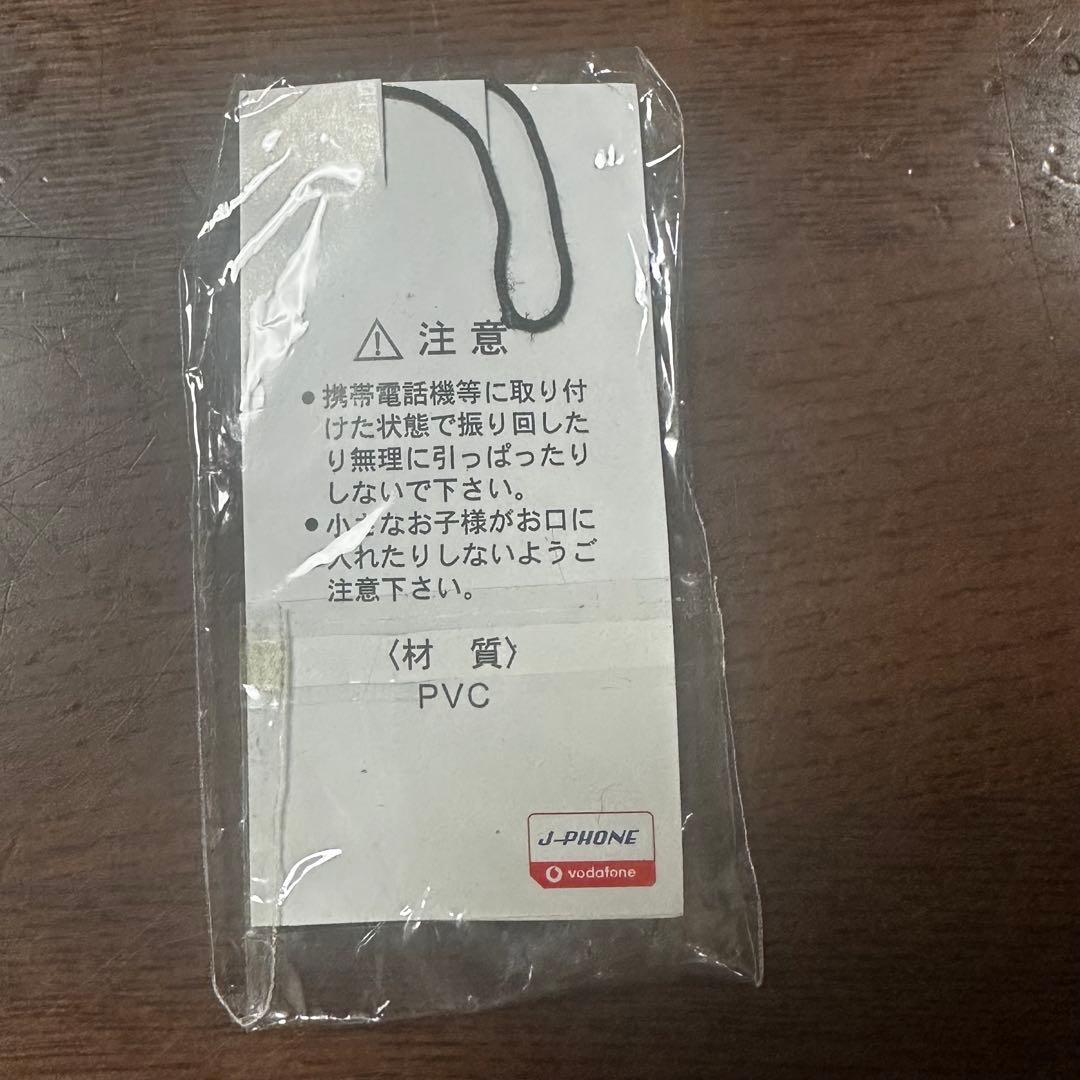 注意
●携帯電話機等に取り付
けた状態で振り回した
り無理に引っぱったり
しないで下さい。
●小さなお子様がお口に
入れたりしないようご
注意下さい。
〈材 質〉
PVC
J-PHONE
vodafone